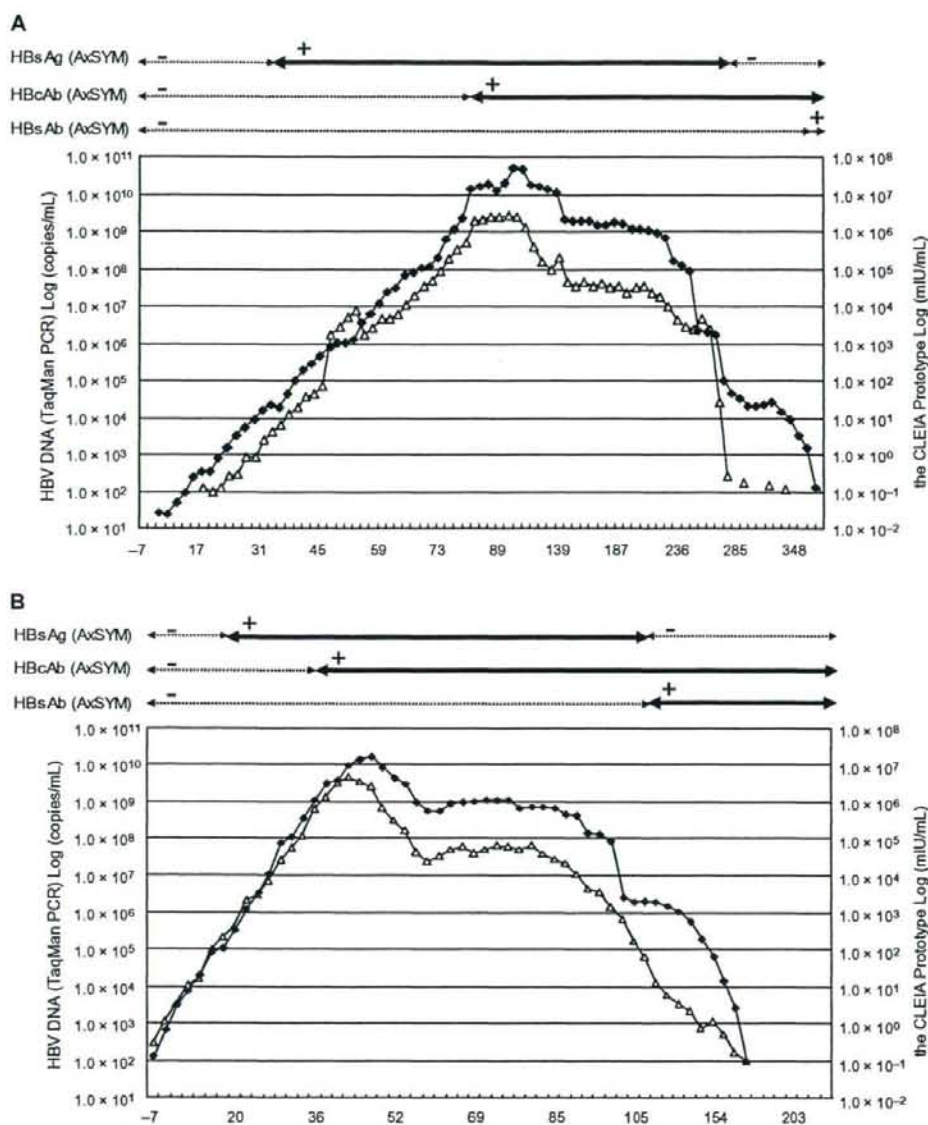 A
HBsAg (AxSYM) - + -
HBcAb (AxSYM) - +
HBsAb (AxSYM) - +
HBV DNA (TaqMan PCR) Log (copies/mL)
1.0 × 10¹¹
1.0 × 10¹⁰
1.0 × 10⁹
1.0 × 10⁸
1.0 × 10⁷
1.0 × 10⁶
1.0 × 10⁵
1.0 × 10⁴
1.0 × 10³
1.0 × 10²
1.0 × 10¹
1.0 × 10⁸
1.0 × 10⁷
1.0 × 10⁶
1.0 × 10⁵
1.0 × 10⁴
1.0 × 10³
1.0 × 10²
1.0 × 10¹
1.0 × 10⁰
1.0 × 10⁻¹
1.0 × 10⁻²
the CLEIA Prototype Log (mIU/mL)
–7 17 31 45 59 73 89 139 187 236 285 348
B
HBsAg (AxSYM) - + -
HBcAb (AxSYM) - +
HBsAb (AxSYM) - +
HBV DNA (TaqMan PCR) Log (copies/mL)
1.0 × 10¹¹
1.0 × 10¹⁰
1.0 × 10⁹
1.0 × 10⁸
1.0 × 10⁷
1.0 × 10⁶
1.0 × 10⁵
1.0 × 10⁴
1.0 × 10³
1.0 × 10²
1.0 × 10¹
1.0 × 10⁸
1.0 × 10⁷
1.0 × 10⁶
1.0 × 10⁵
1.0 × 10⁴
1.0 × 10³
1.0 × 10²
1.0 × 10¹
1.0 × 10⁰
1.0 × 10⁻¹
1.0 × 10⁻²
the CLEIA Prototype Log (mIU/mL)
–7 20 36 52 69 85 105 154 203